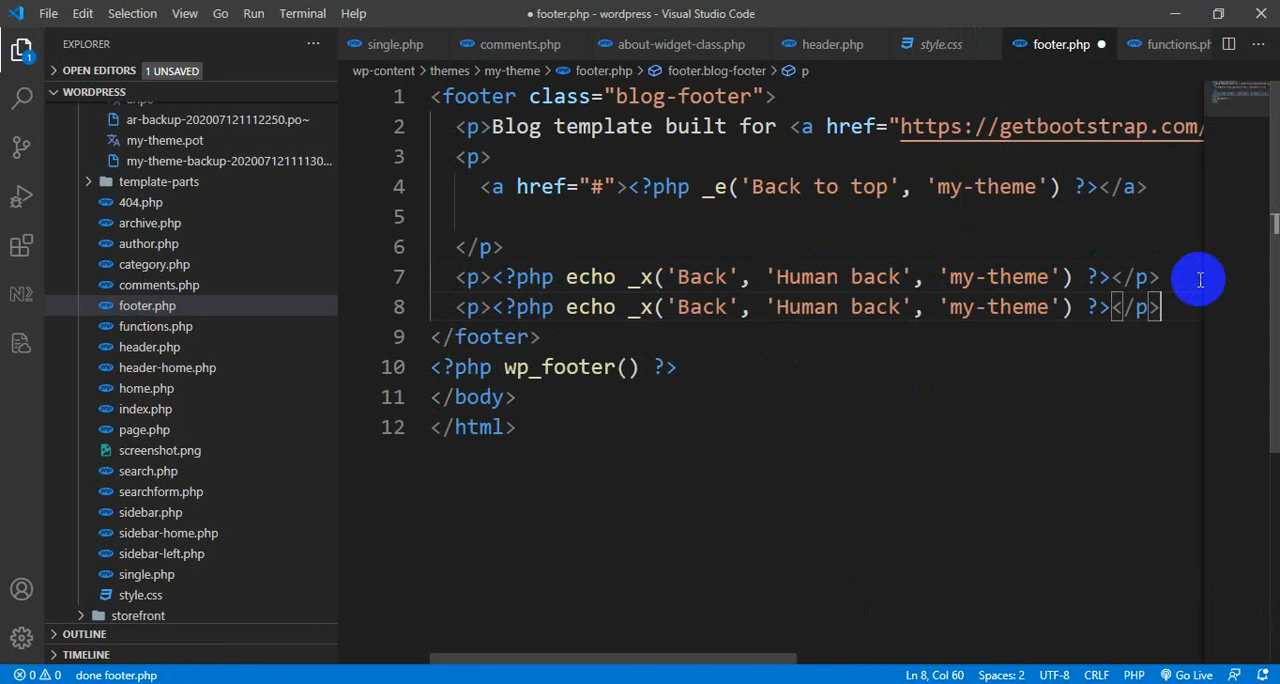 File Edit Selection View Go Run Terminal Help
● footer.php - wordpress - Visual Studio Code
EXPLORER
single.php comments.php about-widget-class.php header.php style.css footer.php functions.ph
OPEN EDITORS 1 UNSAVED
wp-content > themes > my-theme > footer.php > footer.blog-footer > p
WORDPRESS
ar-backup-202007121112250.po~
my-theme.pot
my-theme-backup-20200712111130...
template-parts
404.php
archive.php
author.php
category.php
comments.php
footer.php
functions.php
header.php
header-home.php
home.php
index.php
page.php
screenshot.png
search.php
searchform.php
sidebar.php
sidebar-home.php
sidebar-left.php
single.php
style.css
storefront
OUTLINE
TIMELINE
1 <footer class="blog-footer">
2 <p>Blog template built for <a href="https://getbootstrap.com/
3 <p>
4 <a href="#"><?php _e('Back to top', 'my-theme') ?></a>
5
6 </p>
7 <p><?php echo _x('Back', 'Human back', 'my-theme') ?></p>
8 <p><?php echo _x('Back', 'Human back', 'my-theme') ?></p>
9 </footer>
10 <?php wp_footer() ?>
11 </body>
12 </html>
0 0 done footer.php Ln 8, Col 60 Spaces: 2 UTF-8 CRLF PHP Go Live